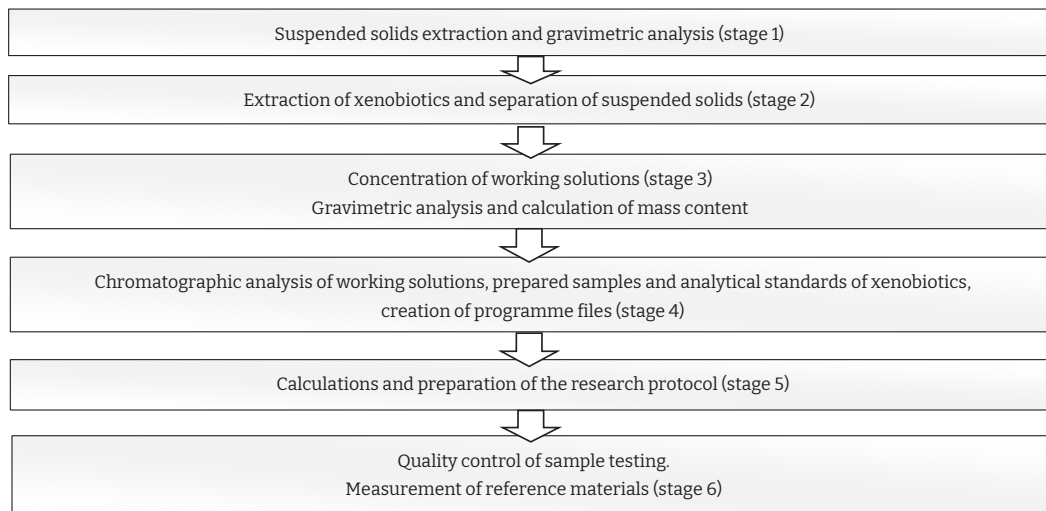 Suspended solids extraction and gravimetric analysis (stage 1)
Extraction of xenobiotics and separation of suspended solids (stage 2)
Concentration of working solutions (stage 3)
Gravimetric analysis and calculation of mass content
Chromatographic analysis of working solutions, prepared samples and analytical standards of xenobiotics,
creation of programme files (stage 4)
Calculations and preparation of the research protocol (stage 5)
Quality control of sample testing.
Measurement of reference materials (stage 6)